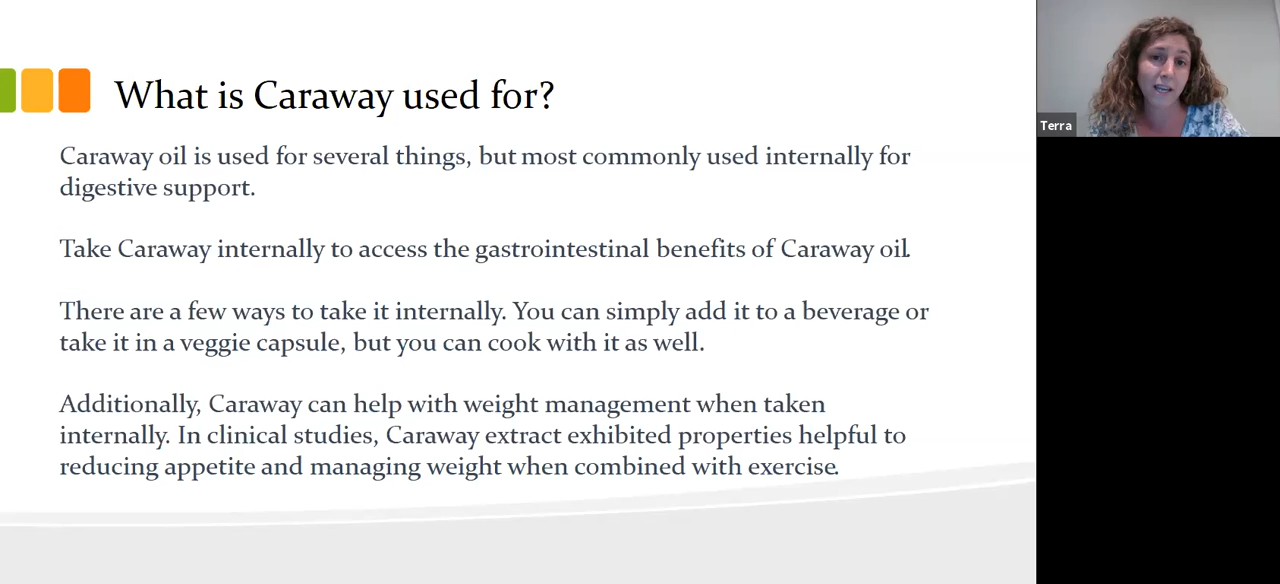 What is Caraway used for?
Caraway oil is used for several things, but most commonly used internally for
digestive support.
Take Caraway internally to access the gastrointestinal benefits of Caraway oil.
There are a few ways to take it internally. You can simply add it to a beverage or
take it in a veggie capsule, but you can cook with it as well.
Additionally, Caraway can help with weight management when taken
internally. In clinical studies, Caraway extract exhibited properties helpful to
reducing appetite and managing weight when combined with exercise.
Terra